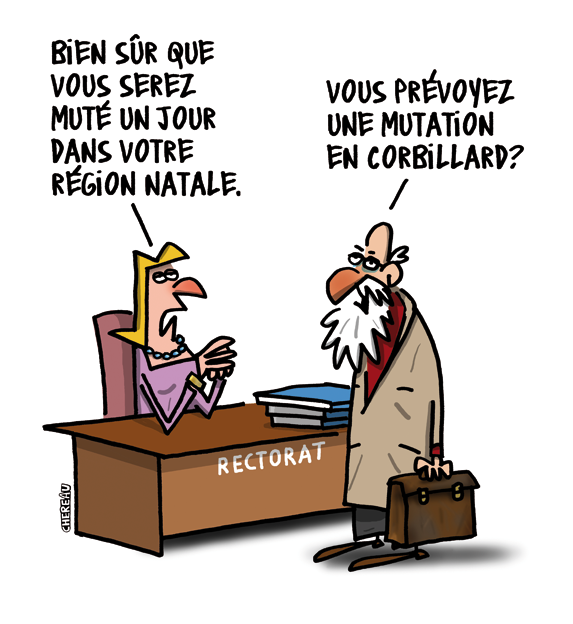 BIEN SÛR QUE
VOUS SEREZ
MUTÉ UN JOUR
DANS VOTRE
RÉGION NATALE.
VOUS PRÉVOYEZ
UNE MUTATION
EN CORBILLARD?
RECTORAT
CHEREAU